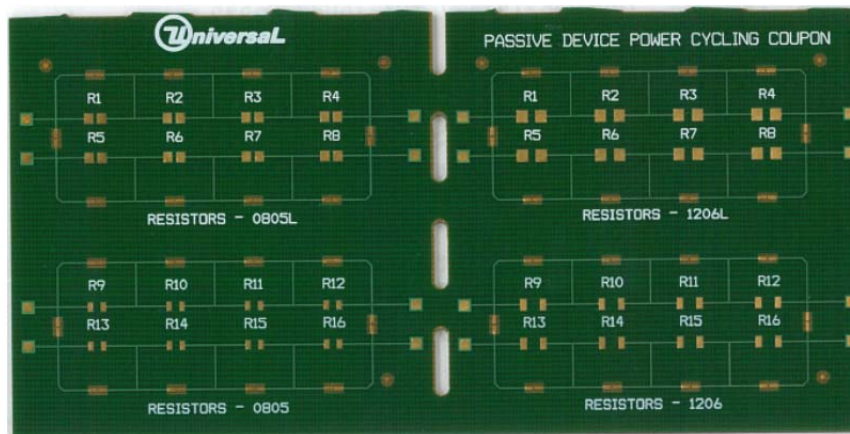 UniversaL
PASSIVE DEVICE POWER CYCLING COUPON
R1 R2 R3 R4
R5 R6 R7 R8
RESISTORS - 0805L
R1 R2 R3 R4
R5 R6 R7 R8
RESISTORS - 1206L
R9 R10 R11 R12
R13 R14 R15 R16
RESISTORS - 0805
R9 R10 R11 R12
R13 R14 R15 R16
RESISTORS - 1206